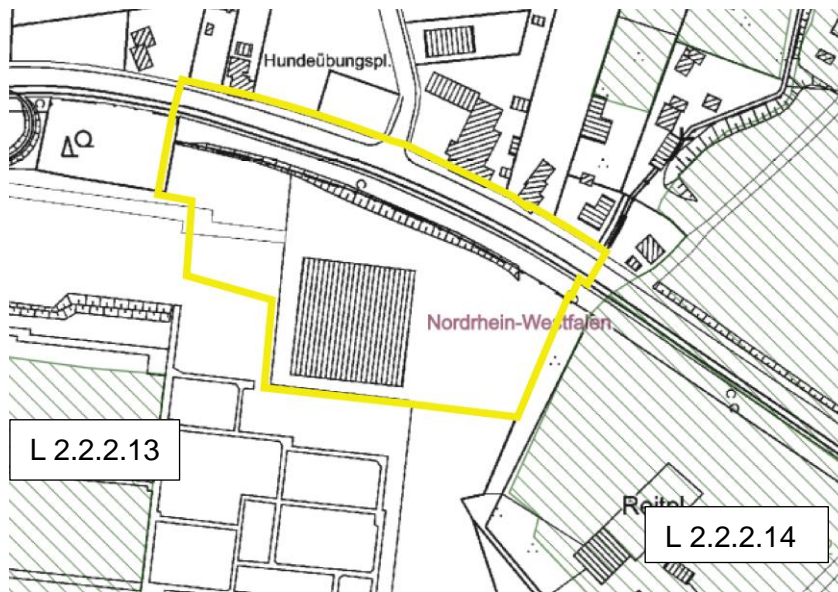 Hundeübungspl.
Nordrhein-Westfalen
L 2.2.2.13
Reitpl.
L 2.2.2.14